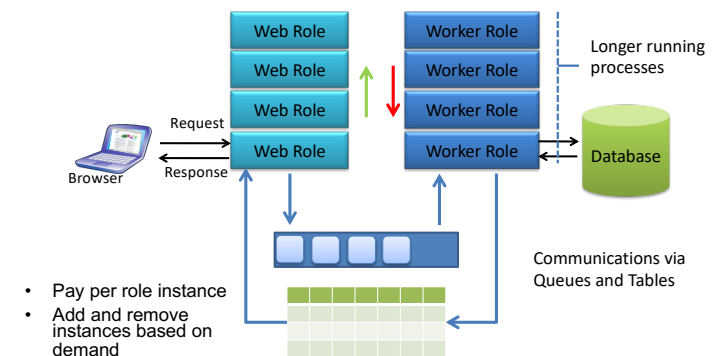 Web Role
Web Role
Web Role
Web Role
Worker Role
Worker Role
Worker Role
Worker Role
Longer running
processes
Request
Response
Browser
Database
Communications via
Queues and Tables
• Pay per role instance
• Add and remove
instances based on
demand